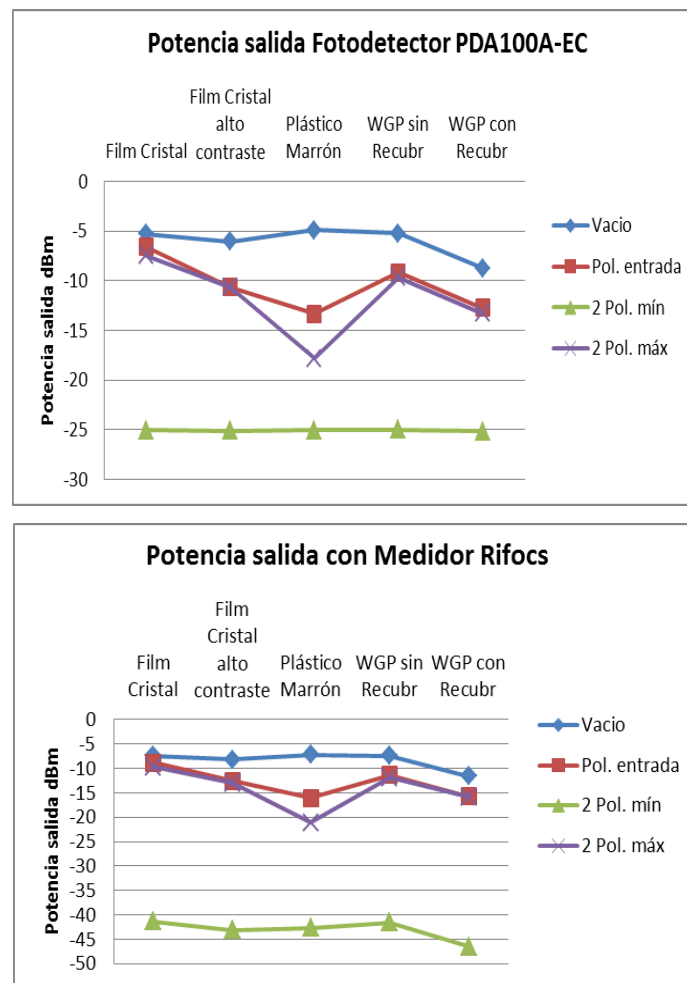 Potencia salida Fotodetector PDA100A-EC
Film Cristal
Film Cristal
alto
contraste
Plástico
Marrón
WGP sin
Recubr
WGP con
Recubr
Potencia salida dBm
0
-5
-10
-15
-20
-25
-30
Vacio
Pol. entrada
2 Pol. mín
2 Pol. máx
Potencia salida con Medidor Rifocs
Film
Cristal
Film
Cristal
alto
contraste
Plástico
Marrón
WGP sin
Recubr
WGP con
Recubr
Potencia salida dBm
0
-5
-10
-15
-20
-25
-30
-35
-40
-45
-50
Vacio
Pol. entrada
2 Pol. mín
2 Pol. máx